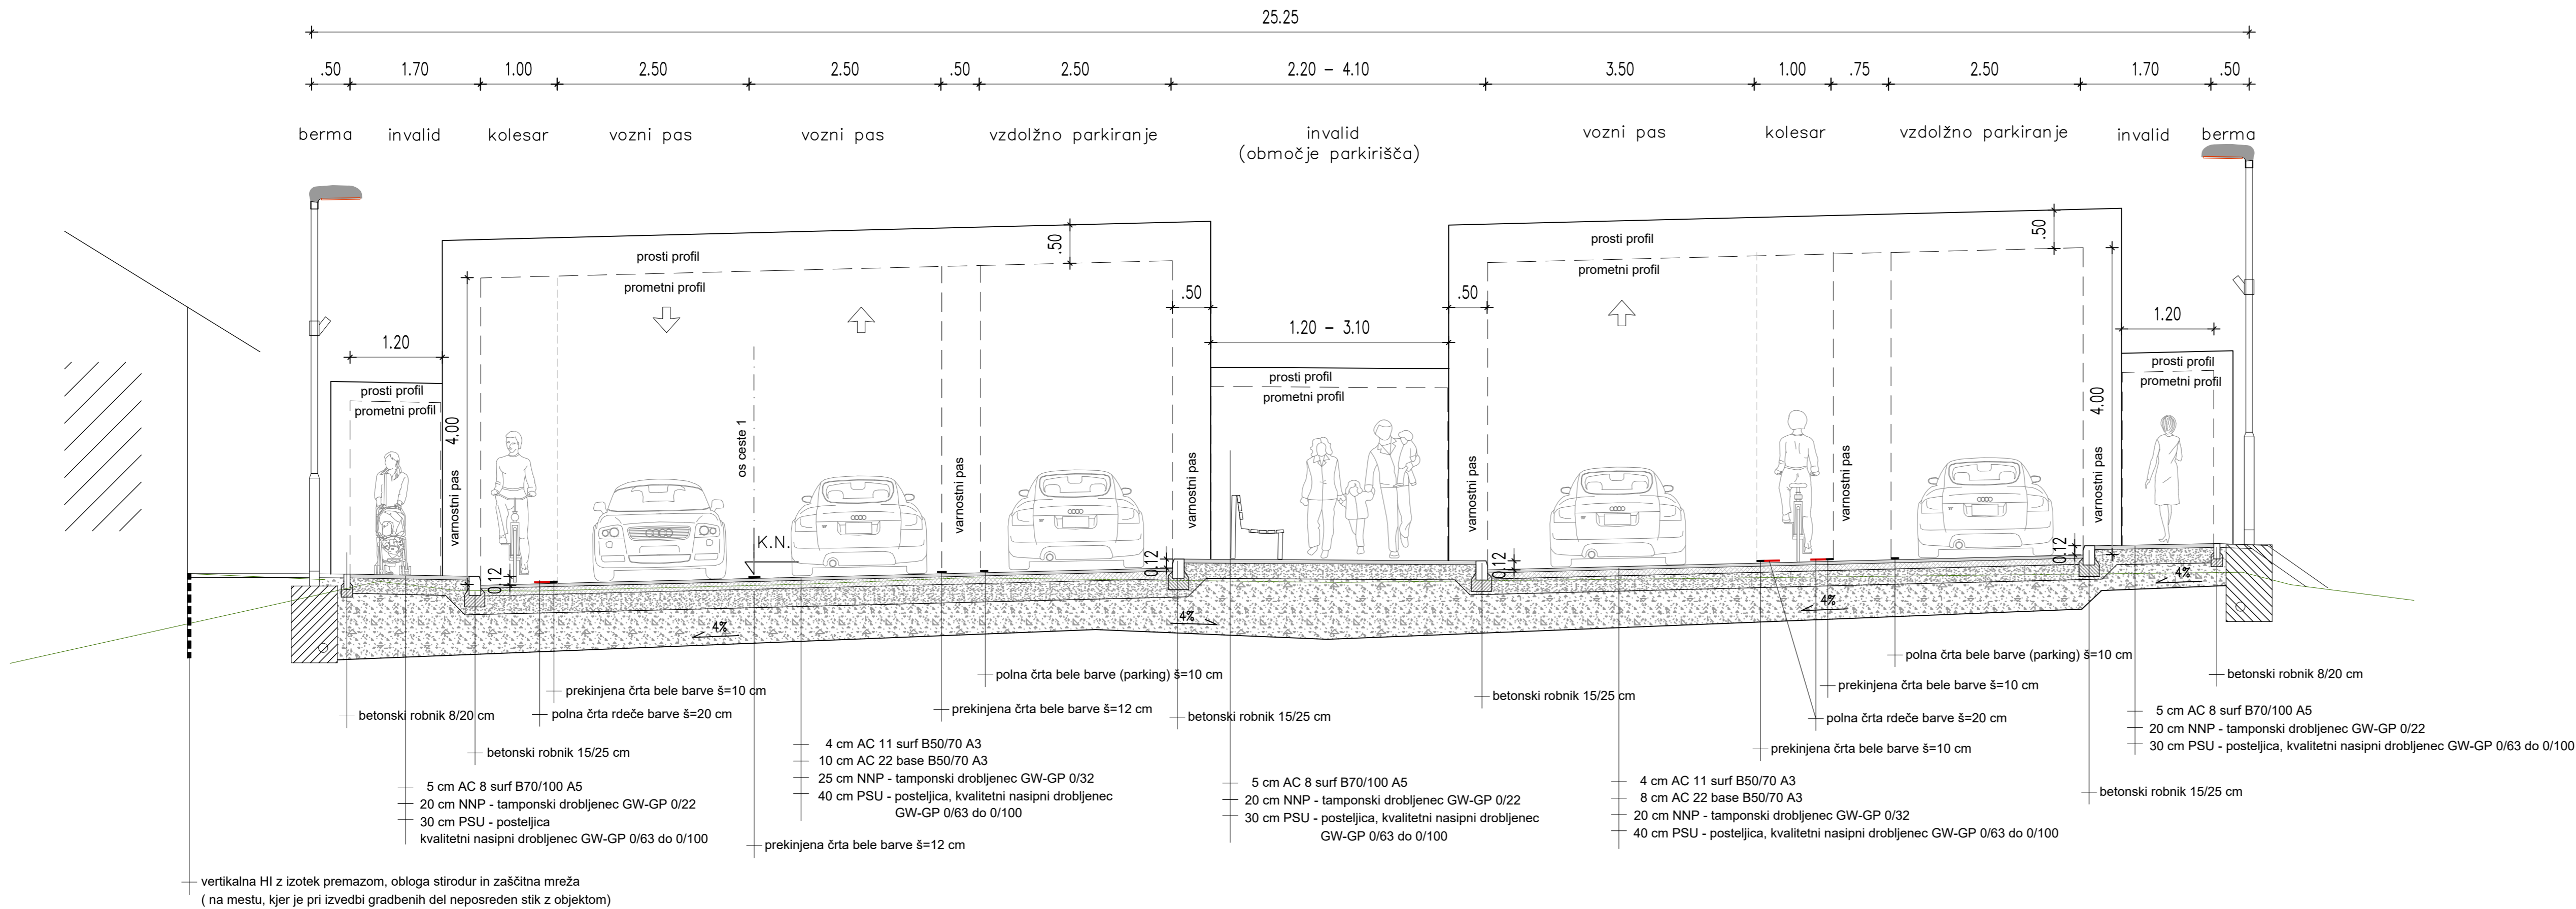 25.25
.50 1.70 1.00 2.50 2.50 .50 2.50 2.20 – 4.10 3.50 1.00 .75 2.50 1.70 .50
berma invalid kolesar vozni pas vozni pas vzdolžno parkiranje invalid vozni pas kolesar vzdolžno parkiranje invalid berma
(območje parkirišča)
prosti profil
prometni profil
.50
.50
1.20 – 3.10
.50
prosti profil
prometni profil
.50
1.20
prosti profil
prometni profil
4.00
varnostni pas
0.12
os ceste 1
K.N.
varnostni pas
varnostni pas
0.12
prosti profil
prometni profil
varnostni pas
0.12
varnostni pas
4.00
varnostni pas
0.12
1.20
prosti profil
prometni profil
4%
4%
4%
4%
betonski robnik 8/20 cm
5 cm AC 8 surf B70/100 A5
20 cm NNP - tamponski drobljenec GW-GP 0/22
30 cm PSU - posteljica
kvalitetni nasipni drobljenec GW-GP 0/63 do 0/100
betonski robnik 15/25 cm
polna črta rdeče barve š=20 cm
prekinjena črta bele barve š=10 cm
prekinjena črta bele barve š=12 cm
4 cm AC 11 surf B50/70 A3
10 cm AC 22 base B50/70 A3
25 cm NNP - tamponski drobljenec GW-GP 0/32
40 cm PSU - posteljica, kvalitetni nasipni drobljenec
GW-GP 0/63 do 0/100
prekinjena črta bele barve š=12 cm
polna črta bele barve (parking) š=10 cm
betonski robnik 15/25 cm
5 cm AC 8 surf B70/100 A5
20 cm NNP - tamponski drobljenec GW-GP 0/22
30 cm PSU - posteljica, kvalitetni nasipni drobljenec
GW-GP 0/63 do 0/100
betonski robnik 15/25 cm
4 cm AC 11 surf B50/70 A3
8 cm AC 22 base B50/70 A3
20 cm NNP - tamponski drobljenec GW-GP 0/32
40 cm PSU - posteljica, kvalitetni nasipni drobljenec GW-GP 0/63 do 0/100
prekinjena črta bele barve š=10 cm
polna črta rdeče barve š=20 cm
prekinjena črta bele barve š=10 cm
polna črta bele barve (parking) š=10 cm
betonski robnik 15/25 cm
5 cm AC 8 surf B70/100 A5
20 cm NNP - tamponski drobljenec GW-GP 0/22
30 cm PSU - posteljica, kvalitetni nasipni drobljenec GW-GP 0/63 do 0/100
betonski robnik 8/20 cm
vertikalna HI z izotek premazom, obloga stirodur in zaščitna mreža
( na mestu, kjer je pri izvedbi gradbenih del neposreden stik z objektom)